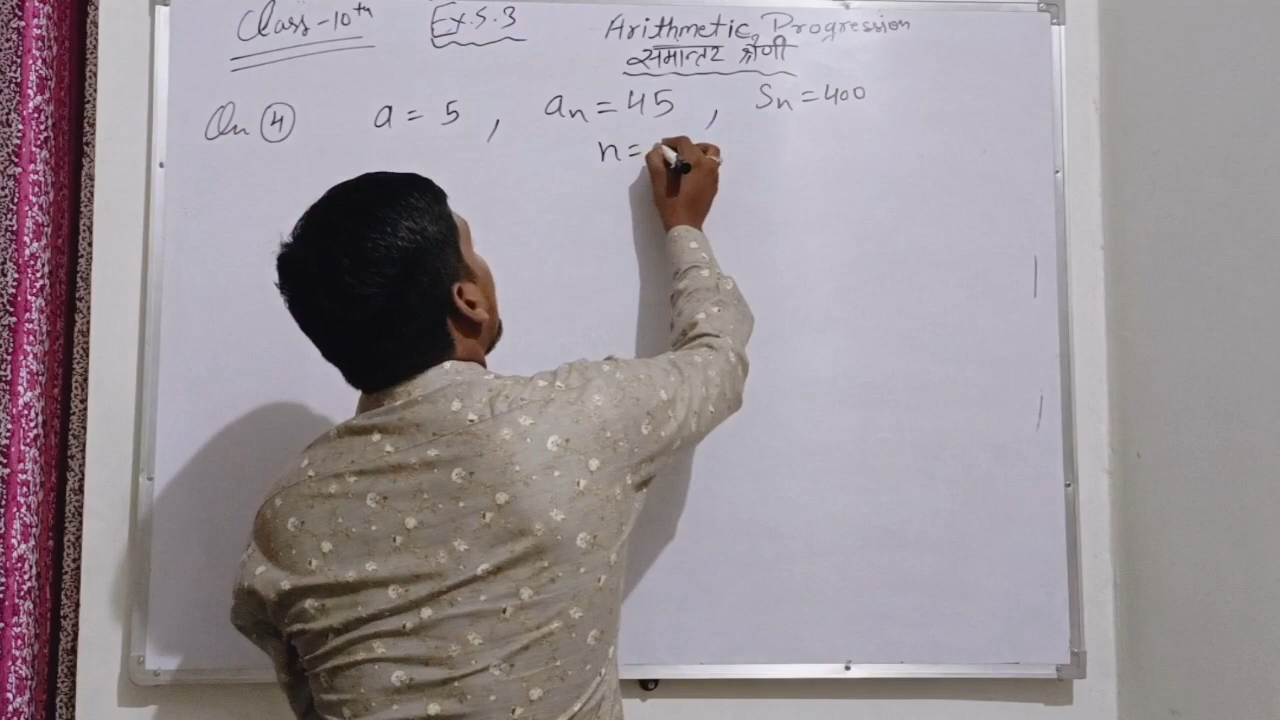 Class-10th Ex.5.3 Arithmetic Progression
समान्तर श्रेणी
Qn 4 a = 5 , an = 45 , Sn = 400
n =